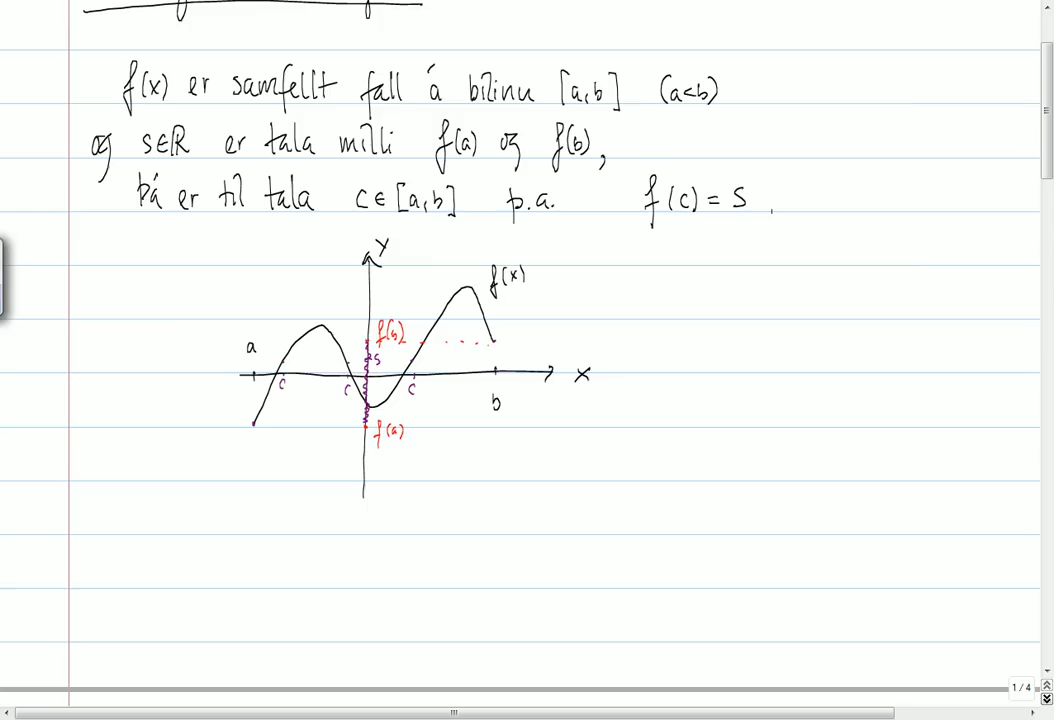 f(x) er samfellt fall á bilinu [a,b] (a<b)
og s∈ℝ er tala milli f(a) og f(b),
þá er til tala c∈[a,b] þ.a. f(c) = s.
y
f(x)
f(b)
a
s
c
c
c
x
b
f(a)
1 / 4